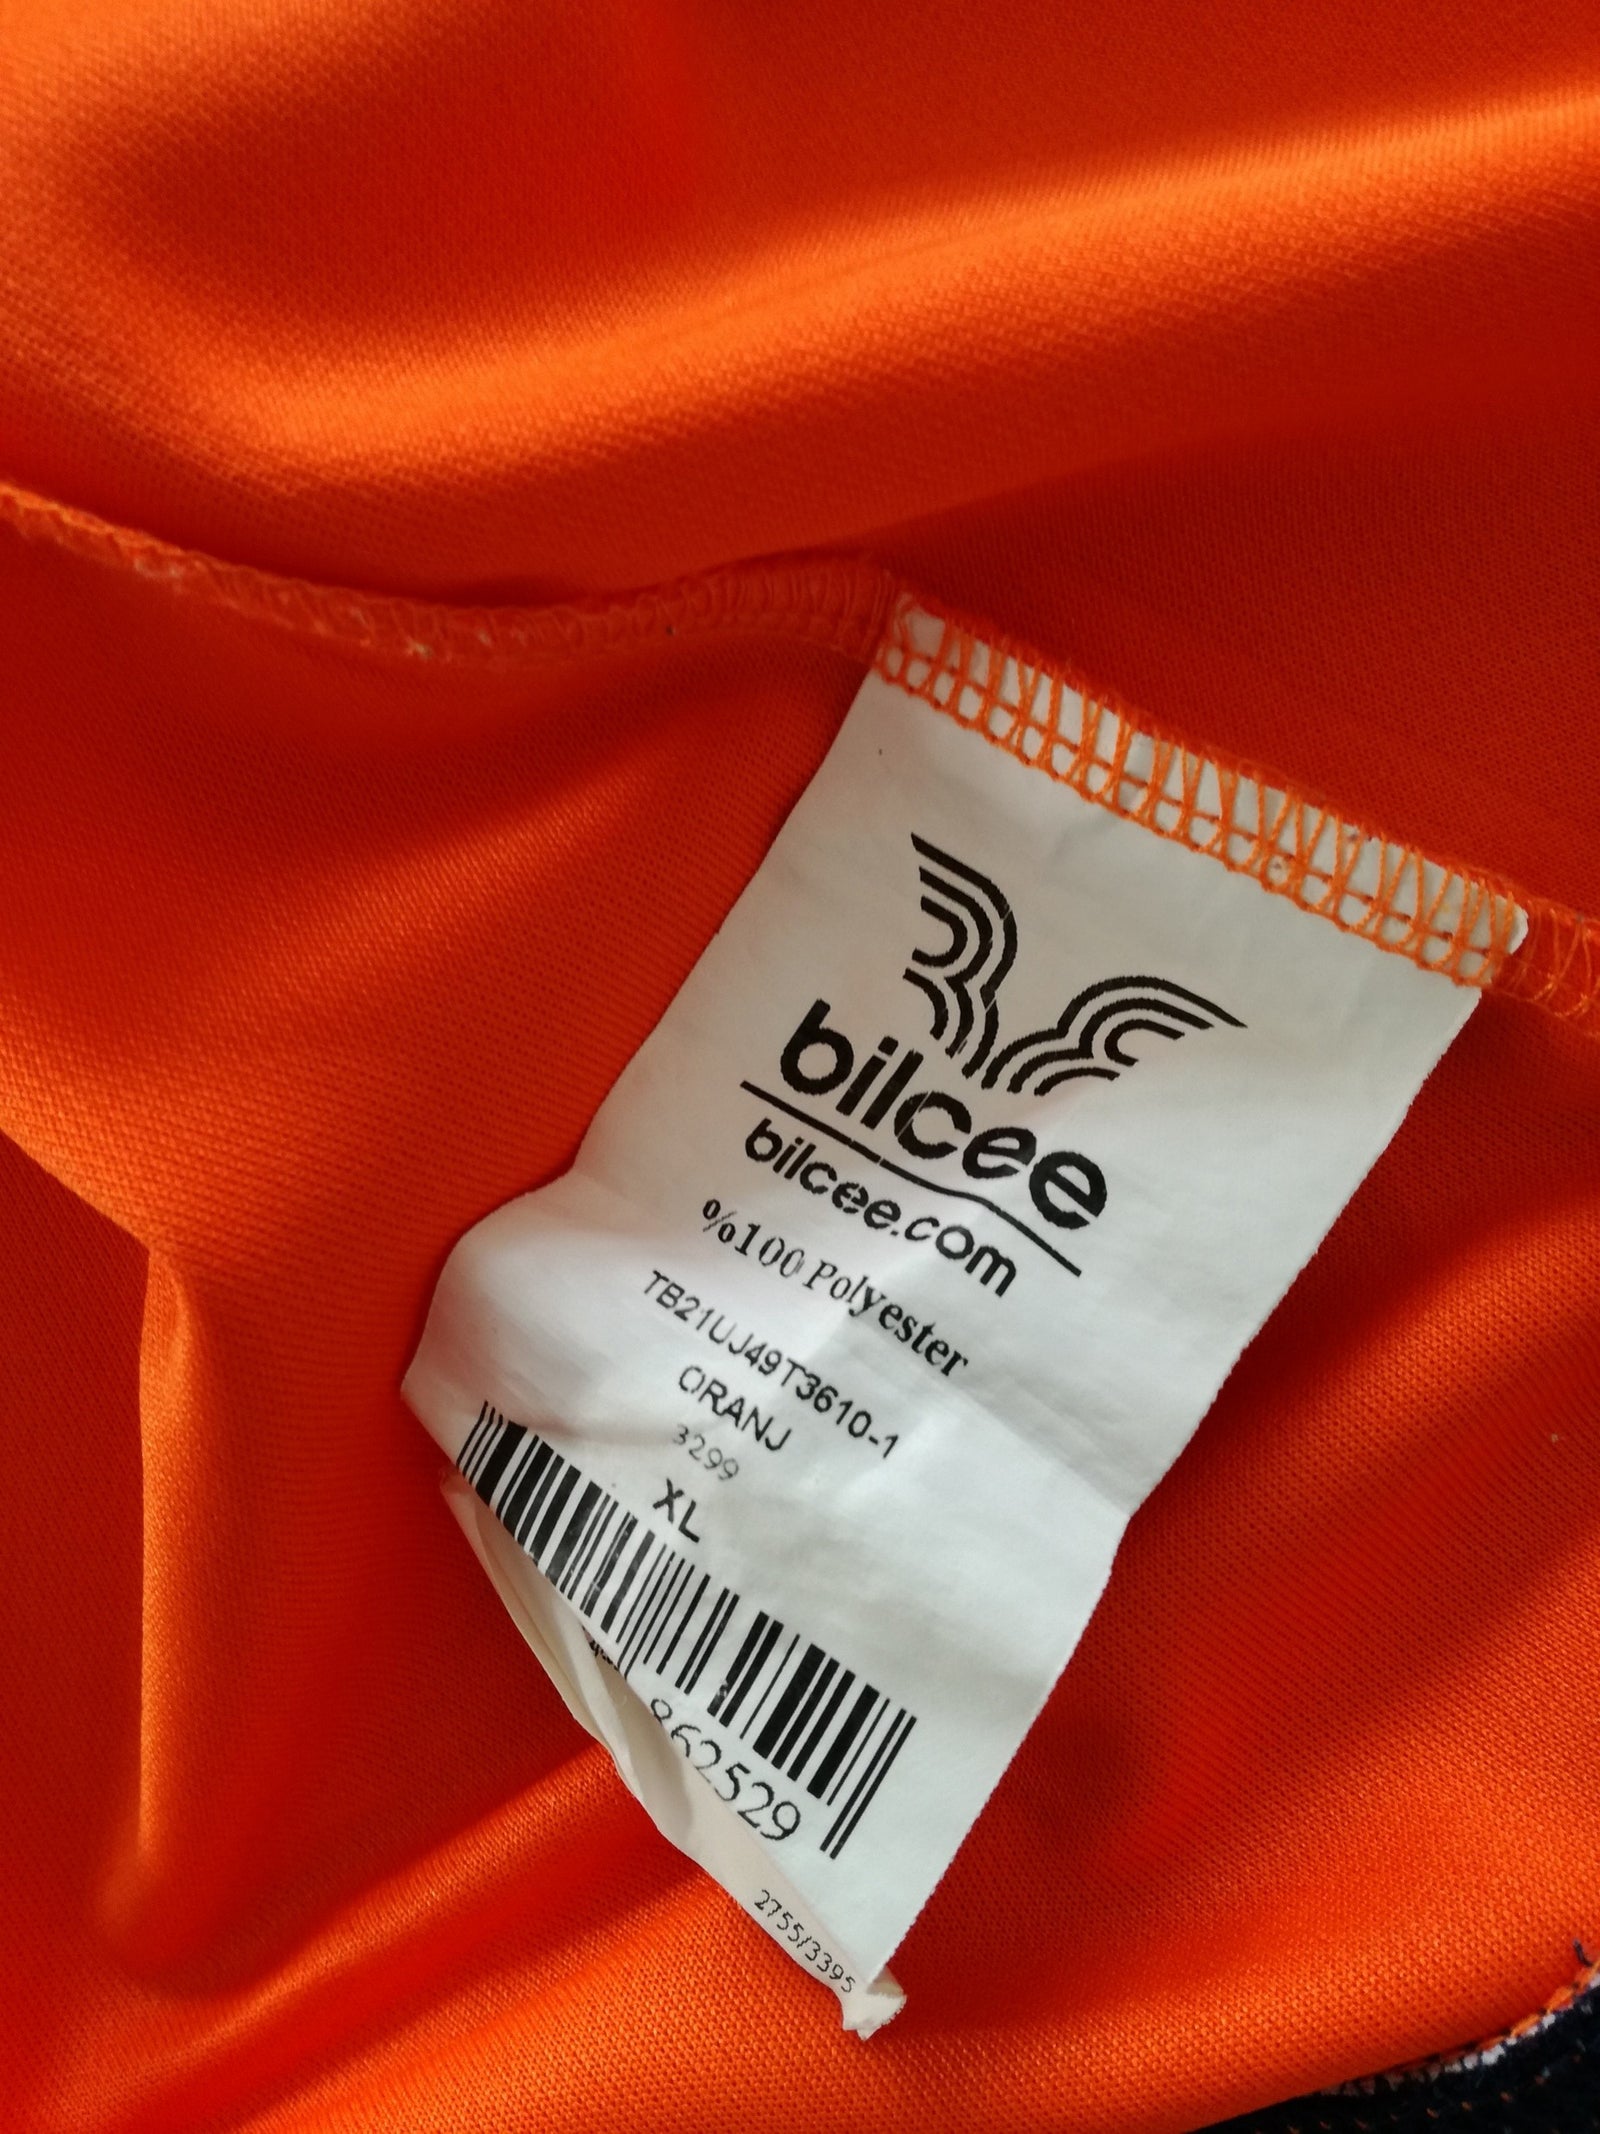 bilcee
bilcee.com
%100 Polyester
TB21UJ49T3610-1
ORANJ
3299
XL
862529
2755/3395